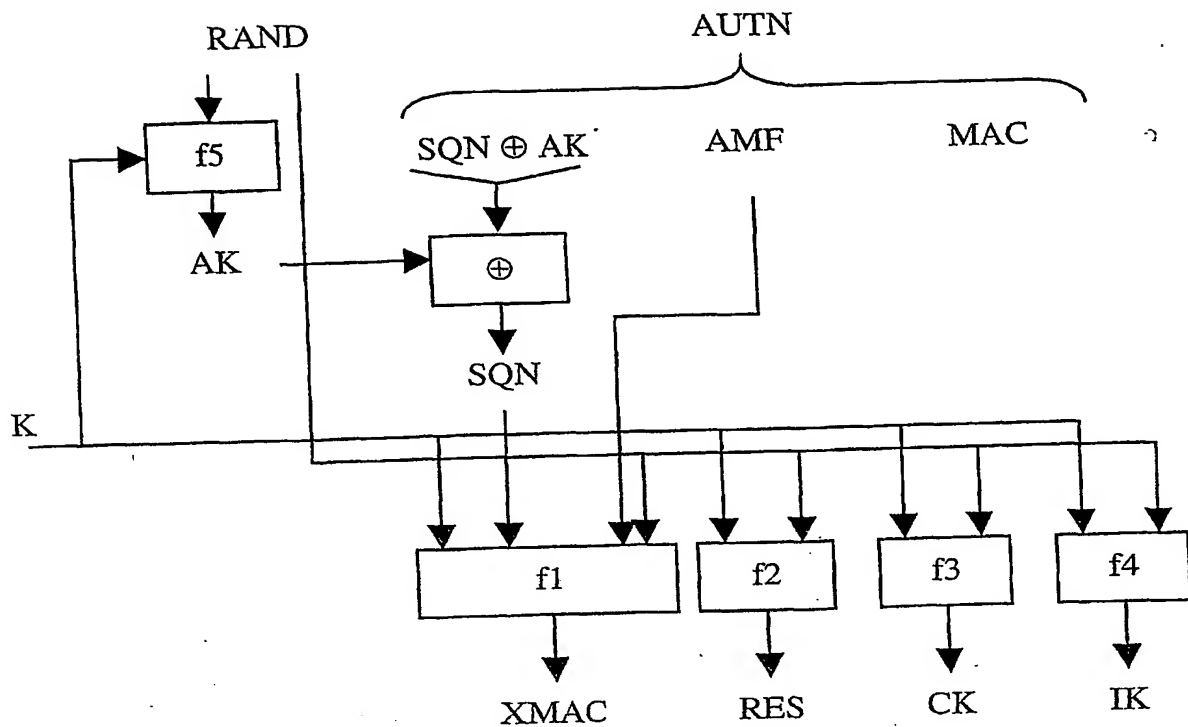 RAND AUTN
f5 SQN ⊕ AK AMF MAC
AK ⊕
SQN
K
f1 f2 f3 f4
XMAC RES CK IK